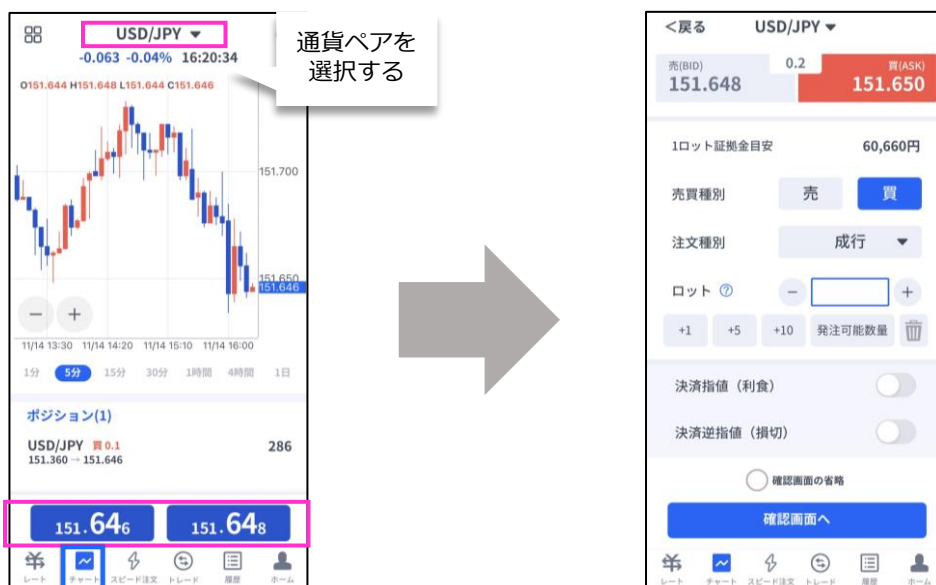 USD/JPY ▼
-0.063 -0.04% 16:20:34
通貨ペアを
選択する
O151.644 H151.648 L151.644 C151.646
151.700
151.650
151.646
− +
11/14 13:30 11/14 14:20 11/14 15:10 11/14 16:00
1分 5分 15分 30分 1時間 4時間 1日
ポジション(1)
USD/JPY 買 0.1 286
151.360 → 151.646
151.646 151.648
レート チャート スピード注文 トレード 履歴 ホーム
<戻る USD/JPY ▼
売(BID) 0.2 買(ASK)
151.648 151.650
1ロット証拠金目安 60,660円
売買種別 売 買
注文種別 成行 ▼
ロット ? − +
+1 +5 +10 発注可能数量
決済指値（利食）
決済逆指値（損切）
確認画面の省略
確認画面へ
レート チャート スピード注文 トレード 履歴 ホーム